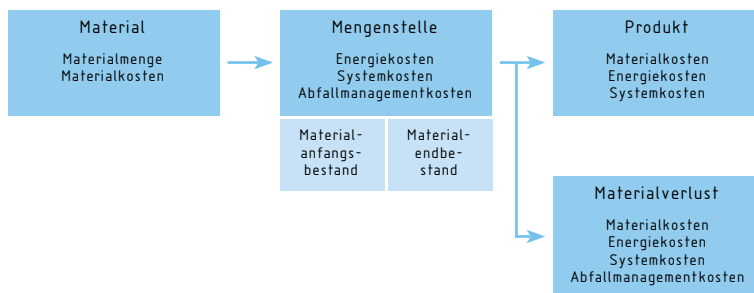 Material
Materialmenge
Materialkosten
Mengenstelle
Energiekosten
Systemkosten
Abfallmanagementkosten
Material-
anfangs-
bestand
Material-
endbe-
stand
Produkt
Materialkosten
Energiekosten
Systemkosten
Materialverlust
Materialkosten
Energiekosten
Systemkosten
Abfallmanagementkosten